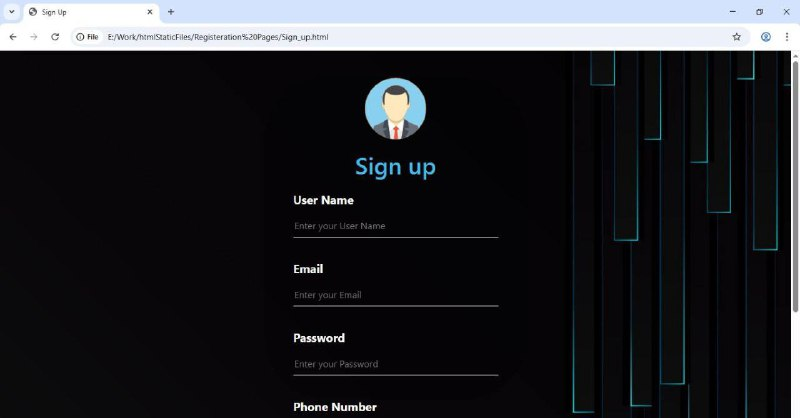 Sign Up
File
E:/Work/htmlStaticFiles/Registeration%20Pages/Sign_up.html
Sign up
User Name
Enter your User Name
Email
Enter your Email
Password
Enter your Password
Phone Number